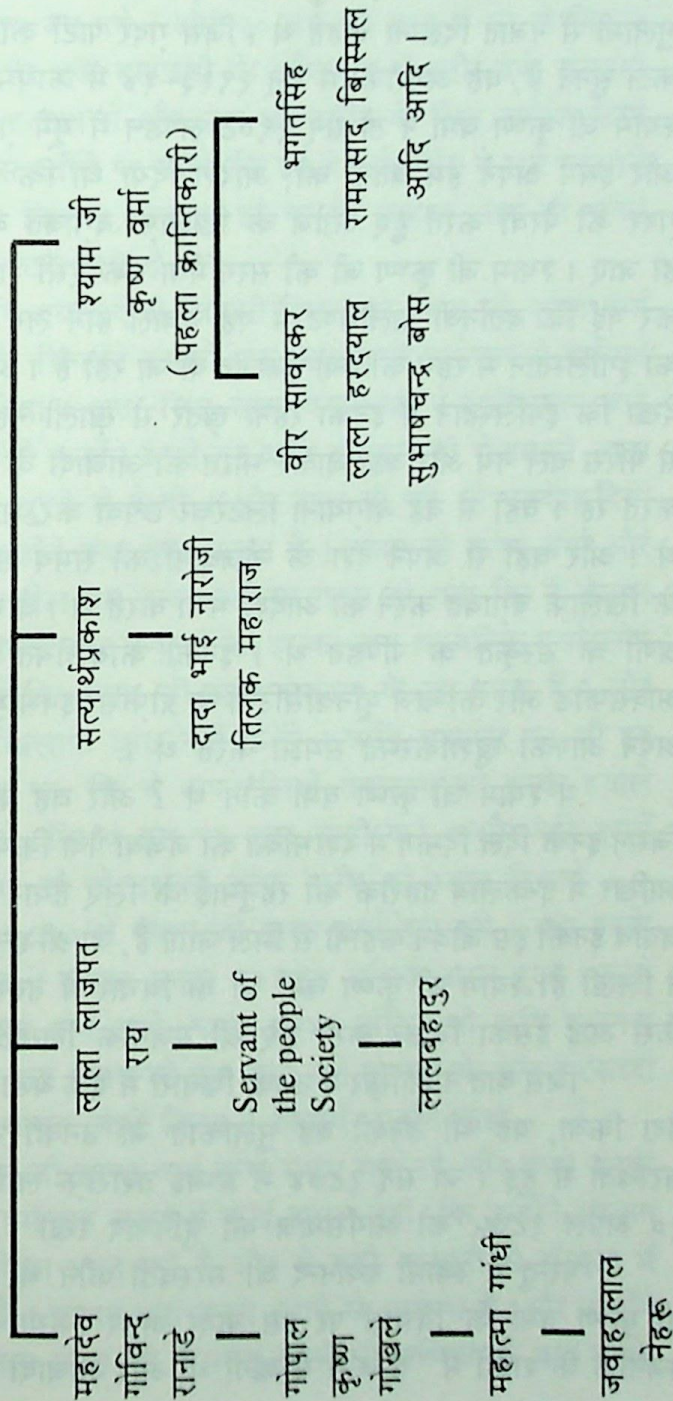 महादेव
गोविन्द
रानाडे
गोपाल
कृष्णा
गोखले
महात्मा गांधी
जवाहरलाल
नेहरू
लाला लाजपत
राय
Servant of
the people
Society
लालबहादुर
सत्यार्थप्रकाश
दादा भाई नारोजी
तिलक महाराज
श्याम जी
कृष्ण वर्मा
(पहला क्रान्तिकारी)
वीर सावरकर
लाला हरदयाल
सुभाषचन्द्र बोस
भगतसिंह
रामप्रसाद बिस्मिल
आदि आदि ।